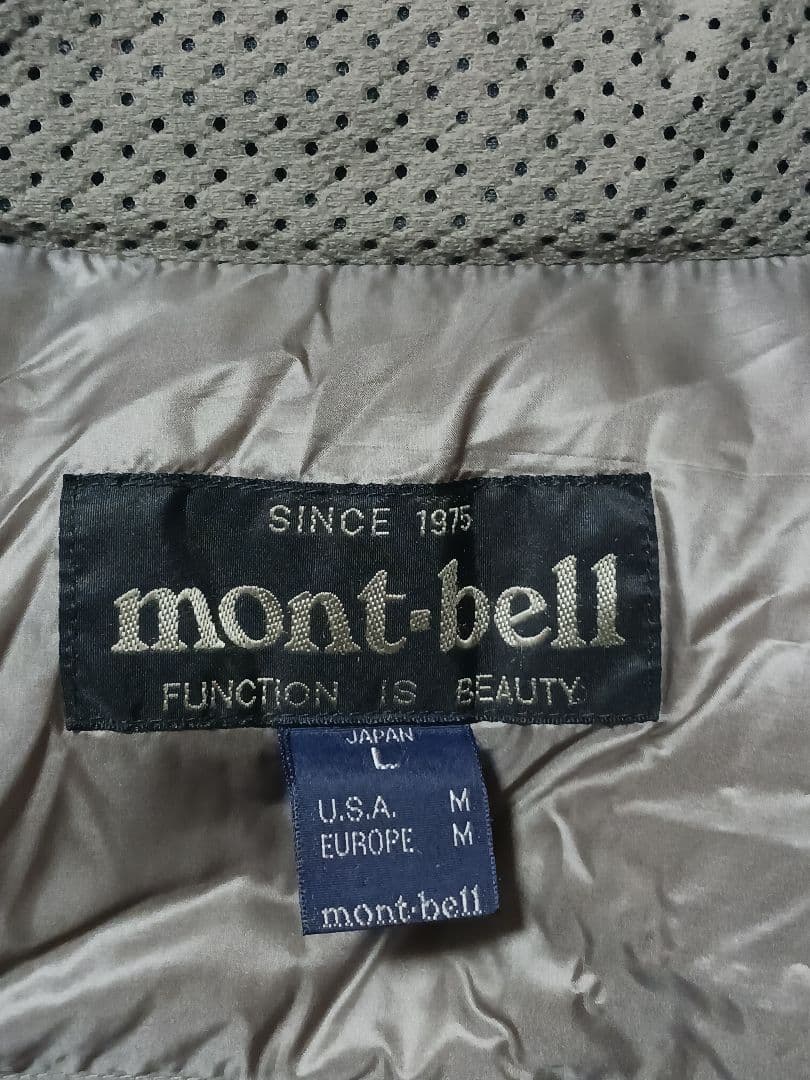 SINCE 1975
mont-bell
FUNCTION IS BEAUTY
JAPAN
L
U.S.A. M
EUROPE M
mont-bell